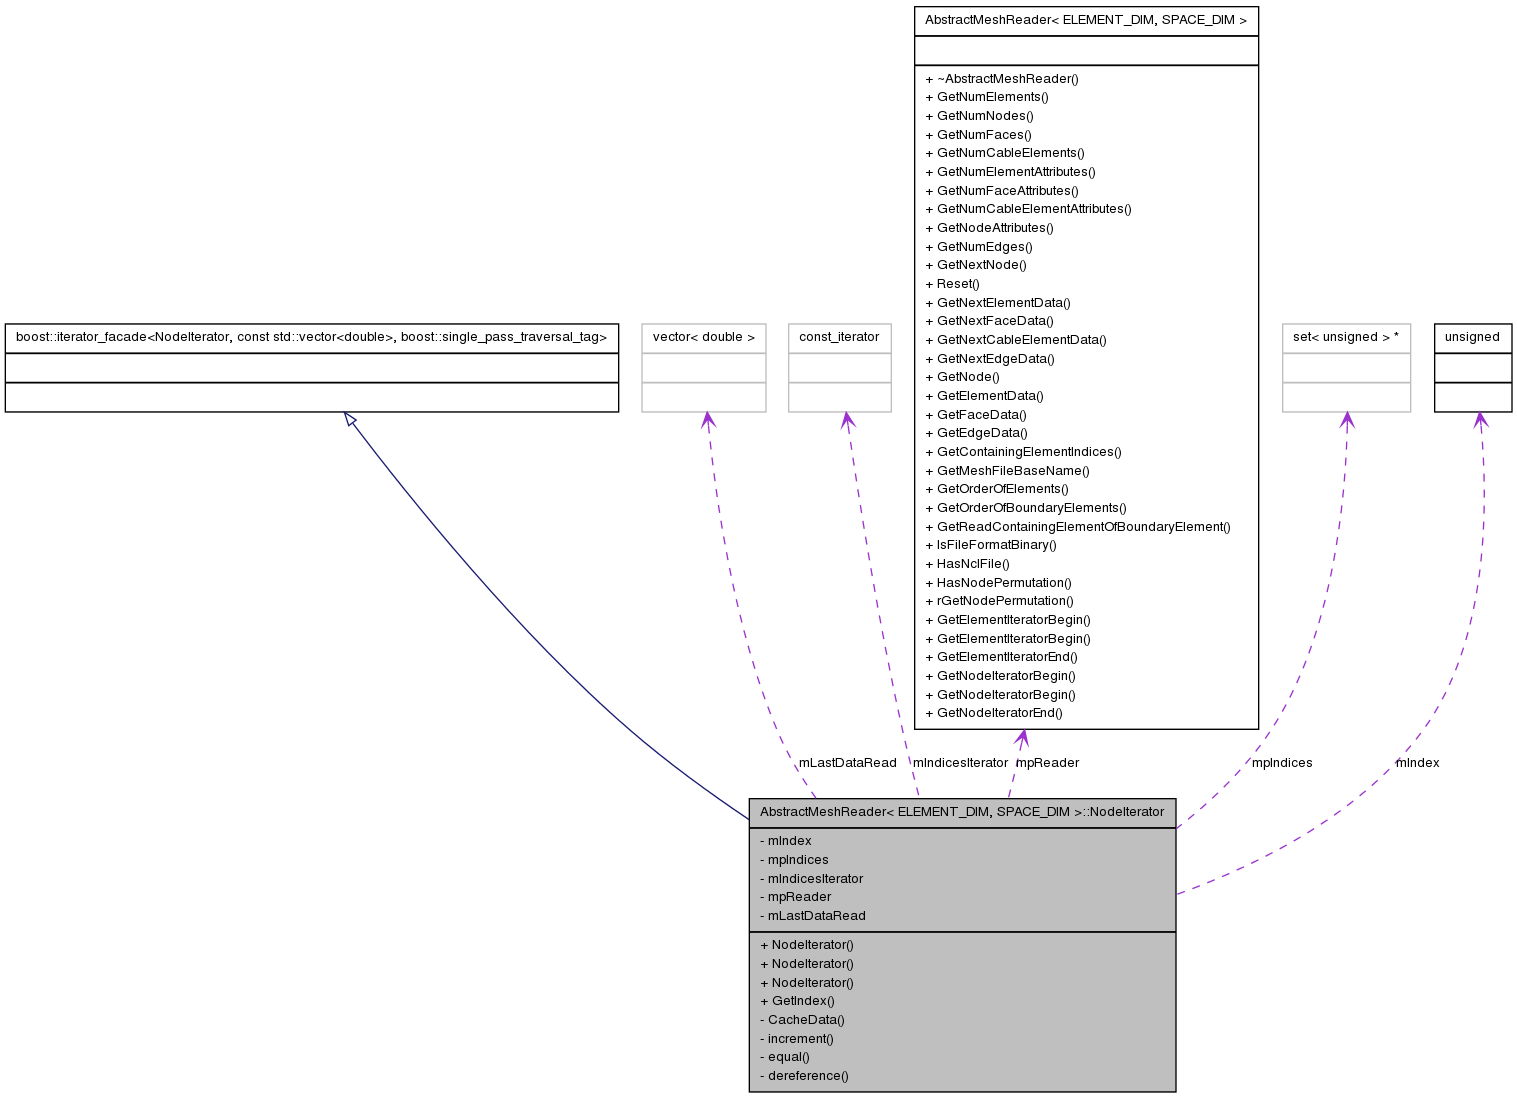 AbstractMeshReader< ELEMENT_DIM, SPACE_DIM >
+ ~AbstractMeshReader()
+ GetNumElements()
+ GetNumNodes()
+ GetNumFaces()
+ GetNumCableElements()
+ GetNumElementAttributes()
+ GetNumFaceAttributes()
+ GetNumCableElementAttributes()
+ GetNodeAttributes()
+ GetNumEdges()
+ GetNextNode()
+ Reset()
+ GetNextElementData()
+ GetNextFaceData()
+ GetNextCableElementData()
+ GetNextEdgeData()
+ GetNode()
+ GetElementData()
+ GetFaceData()
+ GetEdgeData()
+ GetContainingElementIndices()
+ GetMeshFileBaseName()
+ GetOrderOfElements()
+ GetOrderOfBoundaryElements()
+ GetReadContainingElementOfBoundaryElement()
+ IsFileFormatBinary()
+ HasNclFile()
+ HasNodePermutation()
+ rGetNodePermutation()
+ GetElementIteratorBegin()
+ GetElementIteratorBegin()
+ GetElementIteratorEnd()
+ GetNodeIteratorBegin()
+ GetNodeIteratorBegin()
+ GetNodeIteratorEnd()
boost::iterator_facade<NodeIterator, const std::vector<double>, boost::single_pass_traversal_tag>
vector< double >
const_iterator
set< unsigned > *
unsigned
mLastDataRead
mIndicesIterator
mpReader
mpIndices
mIndex
AbstractMeshReader< ELEMENT_DIM, SPACE_DIM >::NodeIterator
- mIndex
- mpIndices
- mIndicesIterator
- mpReader
- mLastDataRead
+ NodeIterator()
+ NodeIterator()
+ NodeIterator()
+ GetIndex()
- CacheData()
- increment()
- equal()
- dereference()